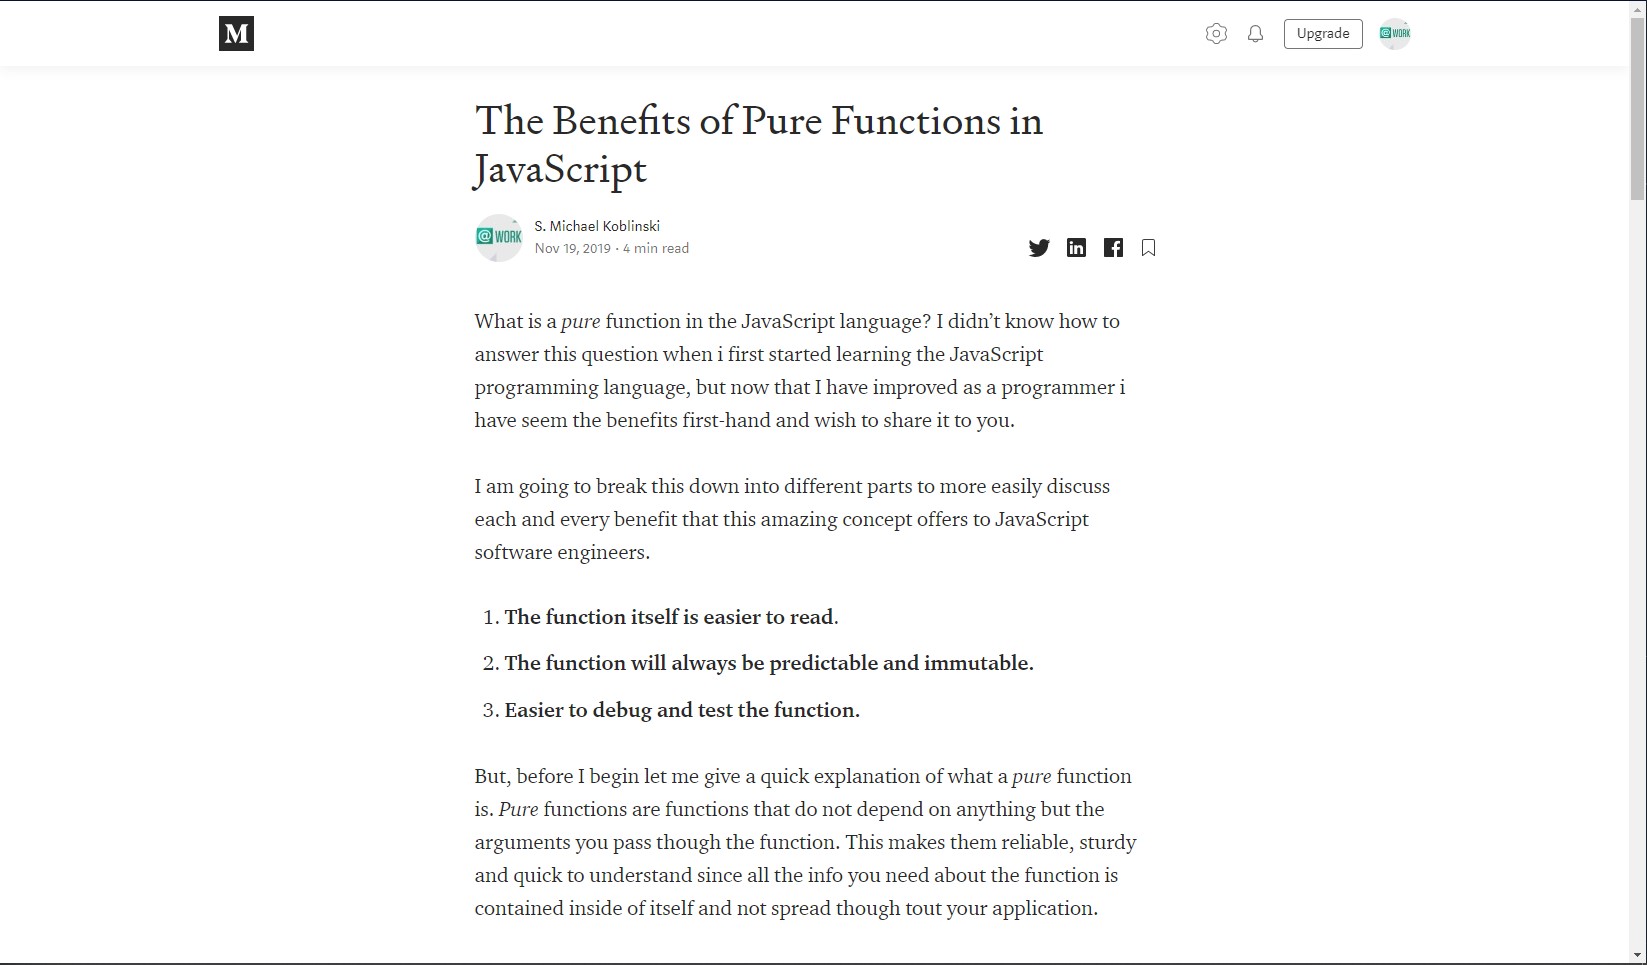 M
Upgrade
@WORK
The Benefits of Pure Functions in
JavaScript
@WORK
S. Michael Koblinski
Nov 19, 2019 · 4 min read
What is a pure function in the JavaScript language? I didn’t know how to
answer this question when i first started learning the JavaScript
programming language, but now that I have improved as a programmer i
have seem the benefits first-hand and wish to share it to you.
I am going to break this down into different parts to more easily discuss
each and every benefit that this amazing concept offers to JavaScript
software engineers.
1. The function itself is easier to read.
2. The function will always be predictable and immutable.
3. Easier to debug and test the function.
But, before I begin let me give a quick explanation of what a pure function
is. Pure functions are functions that do not depend on anything but the
arguments you pass though the function. This makes them reliable, sturdy
and quick to understand since all the info you need about the function is
contained inside of itself and not spread though tout your application.